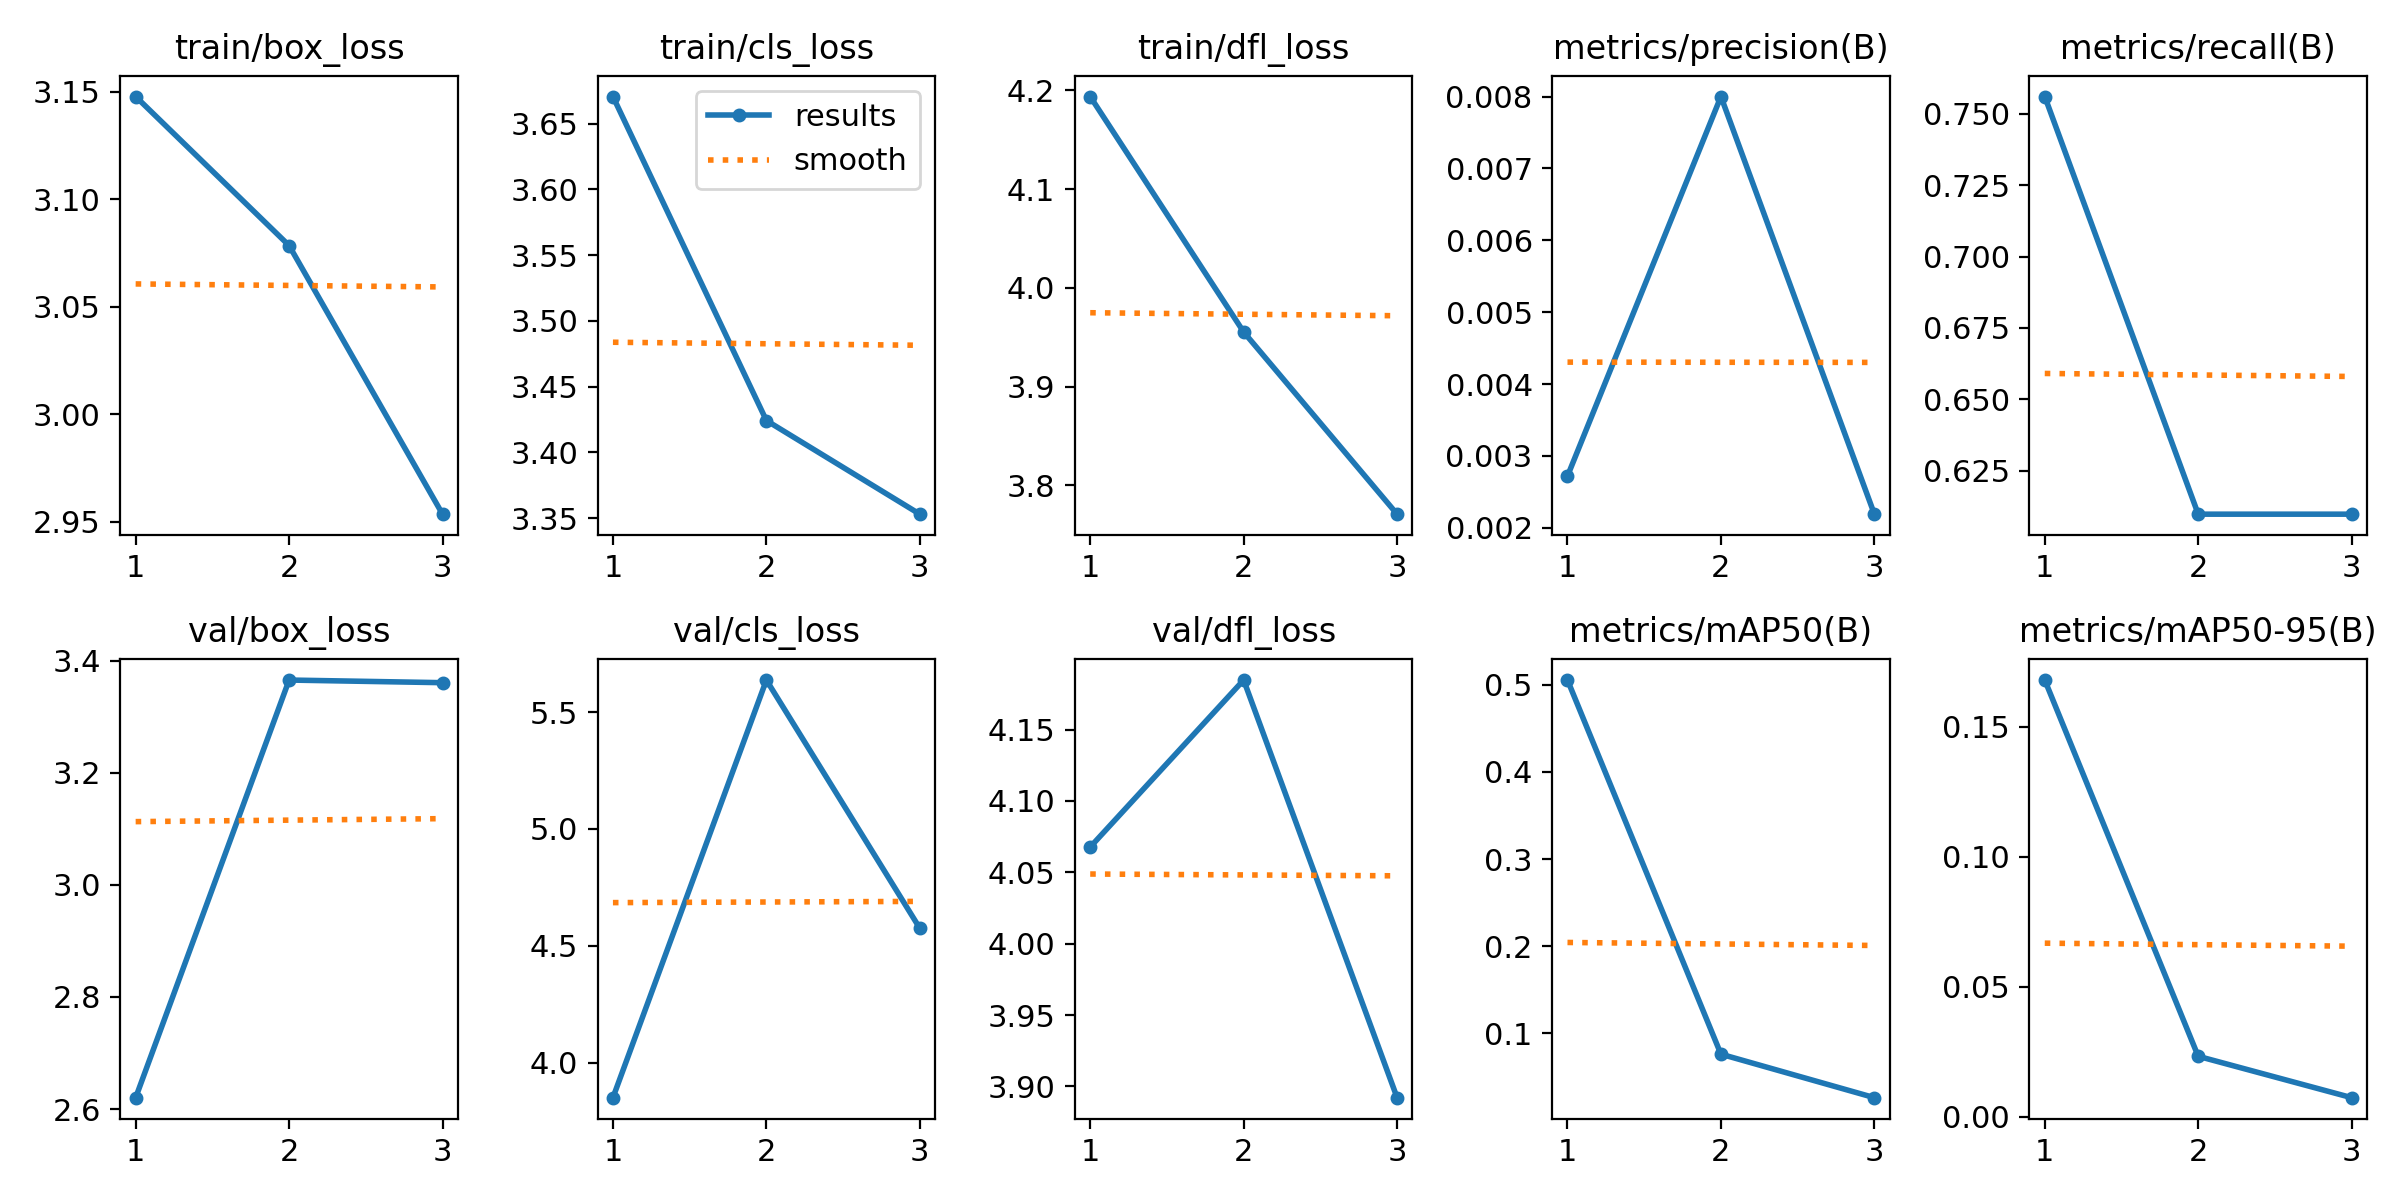 train/box_loss
3.15
3.10
3.05
3.00
2.95
1 2 3
train/cls_loss
results
smooth
3.65
3.60
3.55
3.50
3.45
3.40
3.35
1 2 3
train/dfl_loss
4.2
4.1
4.0
3.9
3.8
1 2 3
metrics/precision(B)
0.008
0.007
0.006
0.005
0.004
0.003
0.002
1 2 3
metrics/recall(B)
0.750
0.725
0.700
0.675
0.650
0.625
1 2 3
val/box_loss
3.4
3.2
3.0
2.8
2.6
1 2 3
val/cls_loss
5.5
5.0
4.5
4.0
1 2 3
val/dfl_loss
4.15
4.10
4.05
4.00
3.95
3.90
1 2 3
metrics/mAP50(B)
0.5
0.4
0.3
0.2
0.1
1 2 3
metrics/mAP50-95(B)
0.15
0.10
0.05
0.00
1 2 3